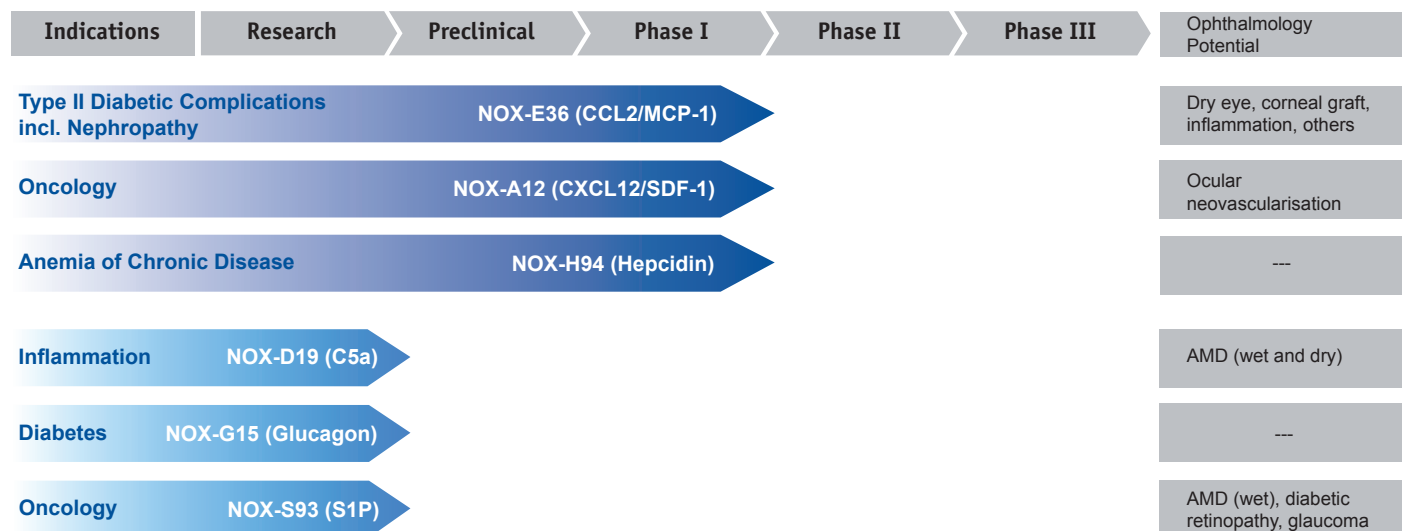 Indications Research Preclinical Phase I Phase II Phase III Ophthalmology
Potential
Type II Diabetic Complications
incl. Nephropathy
NOX-E36 (CCL2/MCP-1)
Dry eye, corneal graft,
inflammation, others
Oncology NOX-A12 (CXCL12/SDF-1)
Ocular
neovascularisation
Anemia of Chronic Disease NOX-H94 (Hepcidin) ---
Inflammation NOX-D19 (C5a) AMD (wet and dry)
Diabetes NOX-G15 (Glucagon) ---
Oncology NOX-S93 (S1P)
AMD (wet), diabetic
retinopathy, glaucoma